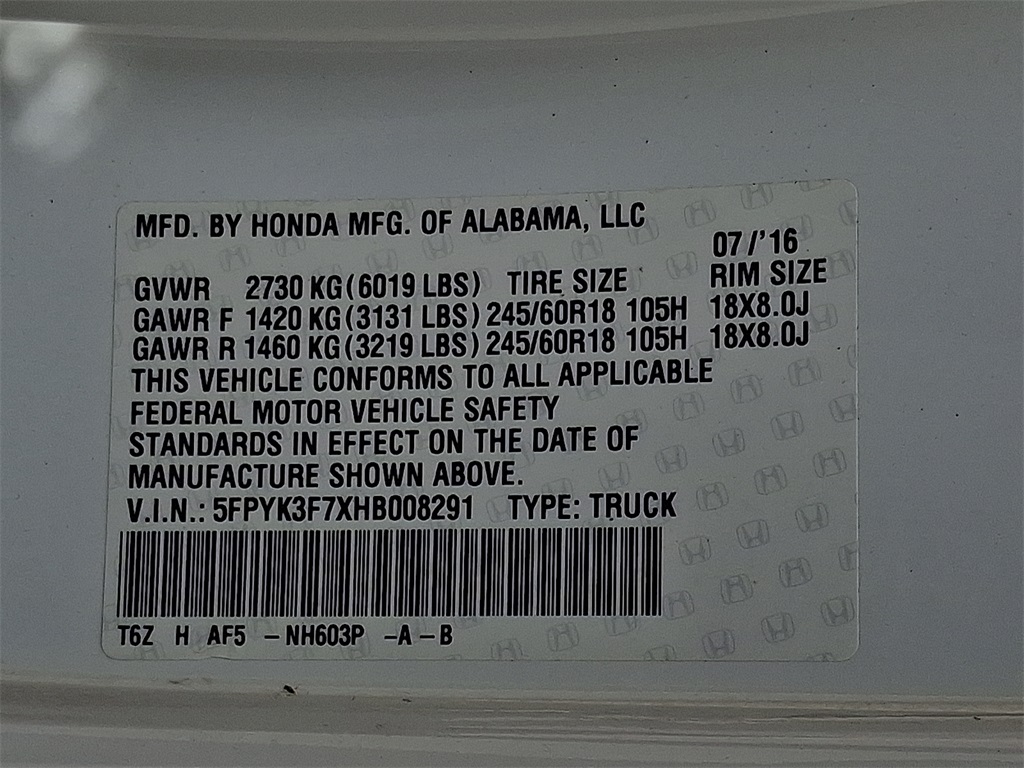 MFD. BY HONDA MFG. OF ALABAMA, LLC
07/'16
GVWR 2730 KG(6019 LBS) TIRE SIZE RIM SIZE
GAWR F 1420 KG(3131 LBS) 245/60R18 105H 18X8.0J
GAWR R 1460 KG(3219 LBS) 245/60R18 105H 18X8.0J
THIS VEHICLE CONFORMS TO ALL APPLICABLE
FEDERAL MOTOR VEHICLE SAFETY
STANDARDS IN EFFECT ON THE DATE OF
MANUFACTURE SHOWN ABOVE.
V.I.N.: 5FPYK3F7XHB008291 TYPE: TRUCK
T6Z H AF5 -NH603P -A -B